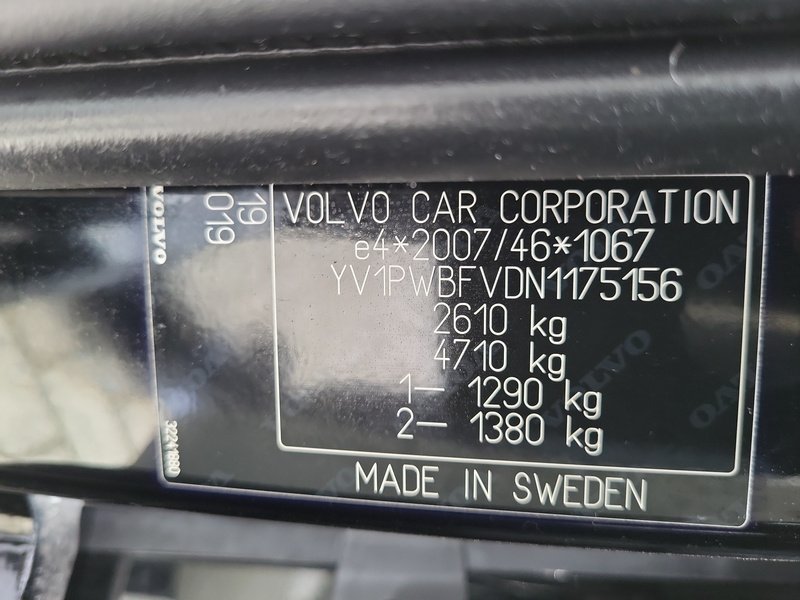 VOLVO
19
019
VOLVO CAR CORPORATION
e4*2007/46*1067
YV1PWBFVDN1175156
2610 kg
4710 kg
1– 1290 kg
2– 1380 kg
MADE IN SWEDEN
VOLVO